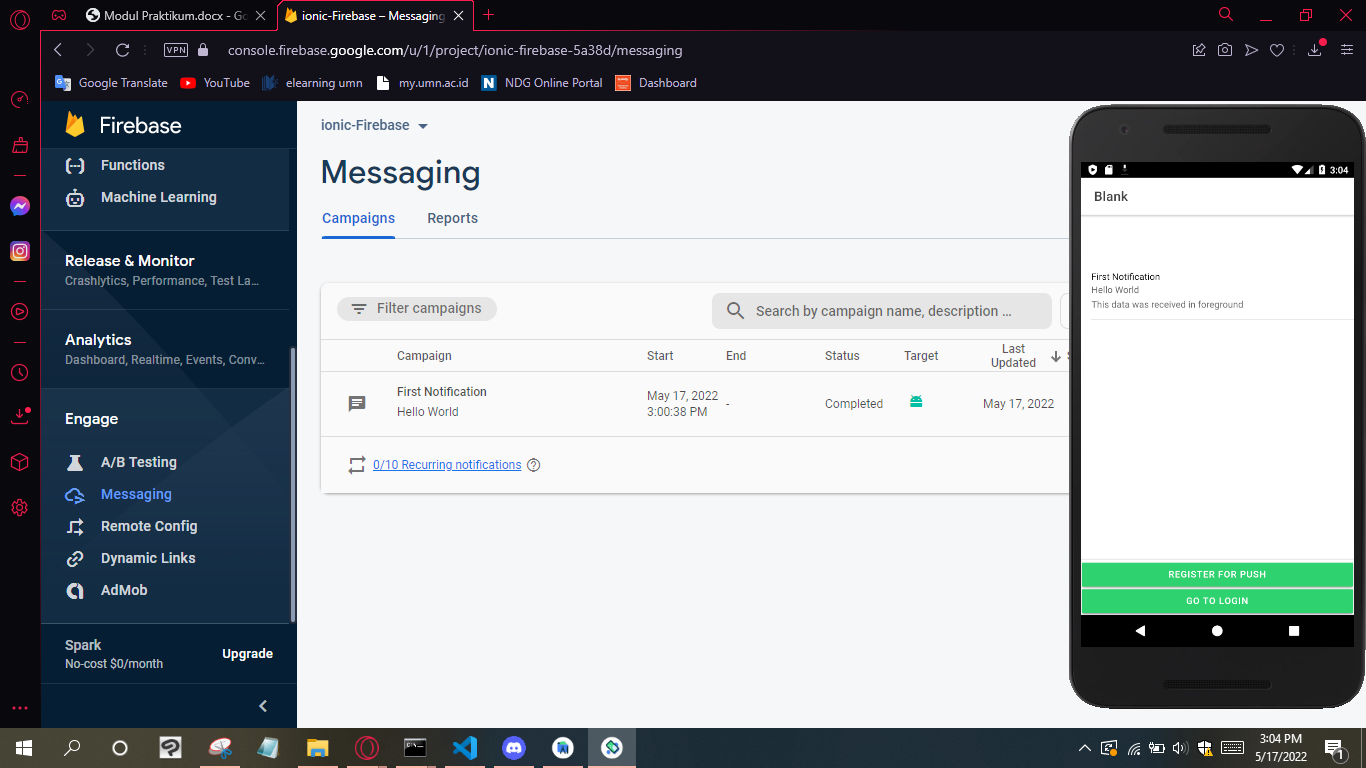 Modul Praktikum.docx - Go
ionic-Firebase – Messaging
VPN
console.firebase.google.com/u/1/project/ionic-firebase-5a38d/messaging
Google Translate
YouTube
elearning umn
my.umn.ac.id
N
NDG Online Portal
Dashboard
Firebase
Functions
Machine Learning
Release & Monitor
Crashlytics, Performance, Test La...
Analytics
Dashboard, Realtime, Events, Conv...
Engage
A/B Testing
Messaging
Remote Config
Dynamic Links
AdMob
Spark
No-cost $0/month
Upgrade
ionic-Firebase
Messaging
Campaigns
Reports
Filter campaigns
Search by campaign name, description ...
Campaign
Start
End
Status
Target
Last
Updated
First Notification
Hello World
May 17, 2022
3:00:38 PM
-
Completed
May 17, 2022
0/10 Recurring notifications
3:04
Blank
First Notification
Hello World
This data was received in foreground
REGISTER FOR PUSH
GO TO LOGIN
3:04 PM
5/17/2022
1